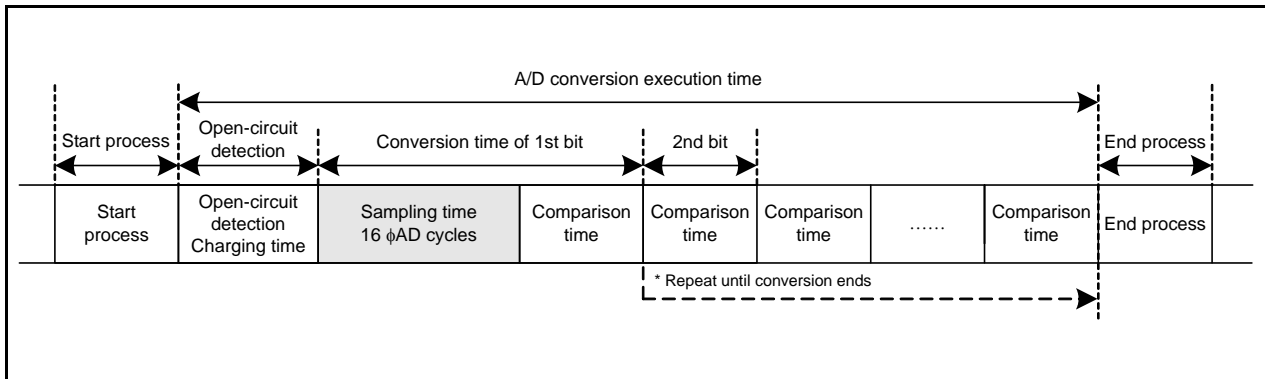 A/D conversion execution time
Start process
Open-circuit
detection
Conversion time of 1st bit
2nd bit
End process
Start
process
Open-circuit
detection
Charging time
Sampling time
16 ϕAD cycles
Comparison
time
Comparison
time
Comparison
time
......
Comparison
time
End process
* Repeat until conversion ends